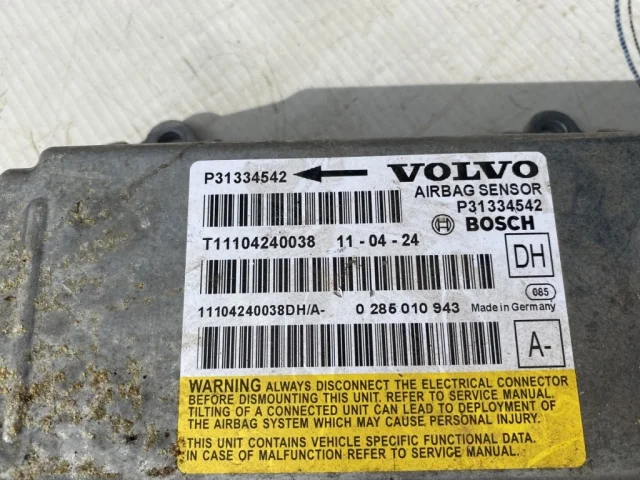 P31334542 VOLVO
AIRBAG SENSOR
P31334542
BOSCH
T11104240038 11-04-24
DH
085
11104240038DH/A- 0 285 010 943 Made in Germany
A-
WARNING ALWAYS DISCONNECT THE ELECTRICAL CONNECTOR
BEFORE DISMOUNTING THIS UNIT. REFER TO SERVICE MANUAL.
TILTING OF A CONNECTED UNIT CAN LEAD TO DEPLOYMENT OF
THE AIRBAG SYSTEM WHICH MAY CAUSE PERSONAL INJURY.
THIS UNIT CONTAINS VEHICLE SPECIFIC FUNCTIONAL DATA.
IN CASE OF MALFUNCTION REFER TO SERVICE MANUAL.